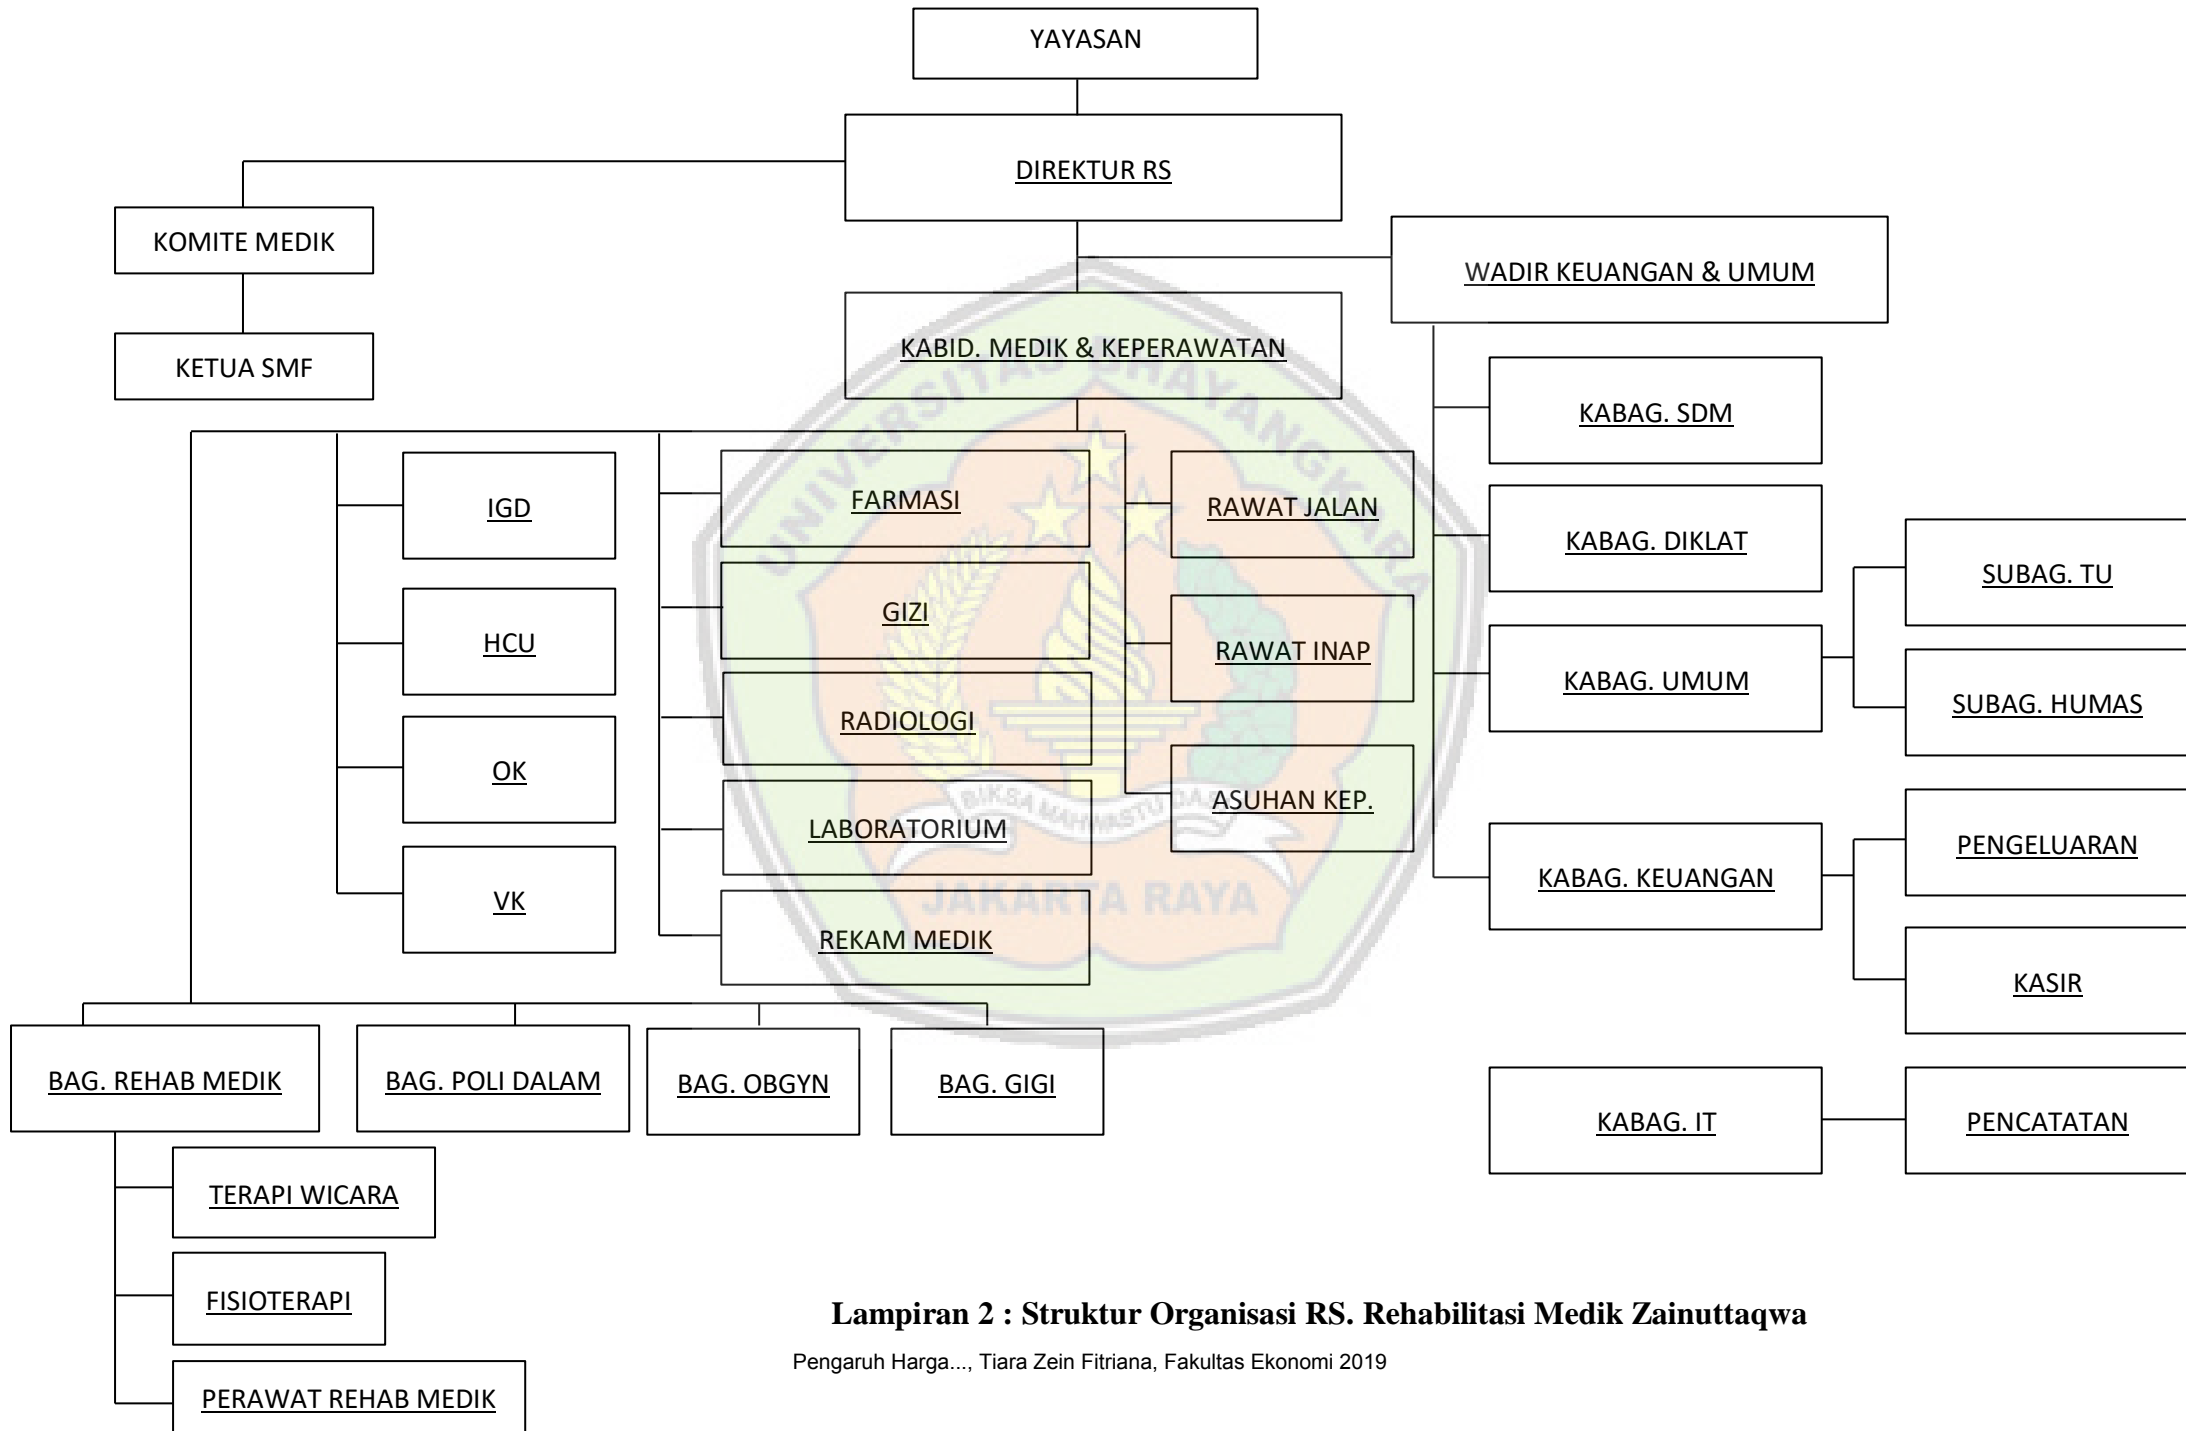 YAYASAN
DIREKTUR RS
KOMITE MEDIK
WADIR KEUANGAN & UMUM
KETUA SMF
KABID. MEDIK & KEPERAWATAN
KABAG. SDM
IGD
FARMASI
RAWAT JALAN
KABAG. DIKLAT
SUBAG. TU
HCU
GIZI
RAWAT INAP
KABAG. UMUM
SUBAG. HUMAS
OK
RADIOLOGI
ASUHAN KEP.
LABORATORIUM
PENGELUARAN
VK
REKAM MEDIK
KABAG. KEUANGAN
KASIR
BAG. REHAB MEDIK
BAG. POLI DALAM
BAG. OBGYN
BAG. GIGI
KABAG. IT
PENCATATAN
TERAPI WICARA
FISIOTERAPI
PERAWAT REHAB MEDIK
UNIVERSITAS BHAYANGKARA
JAKARTA RAYA
Lampiran 2 : Struktur Organisasi RS. Rehabilitasi Medik Zainuttaqwa
Pengaruh Harga..., Tiara Zein Fitriana, Fakultas Ekonomi 2019